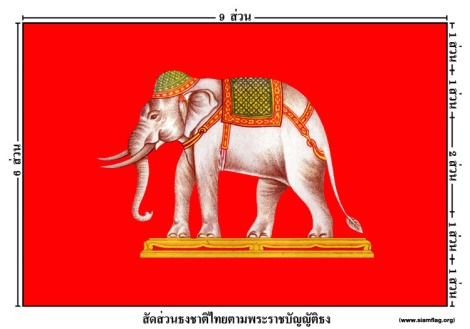 9 ส่วน
6 ส่วน
1 ส่วน
1 ส่วน
2 ส่วน
1 ส่วน
1 ส่วน
สัดส่วนธงชาติไทยตามพระราชบัญญัติธง
(www.siamflag.org)